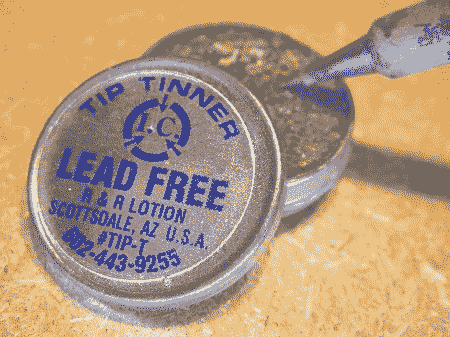 TIP TINNER
I.C.
LEAD FREE
R & R LOTION
SCOTTSDALE, AZ U.S.A.
#TIP-T
602-443-9255